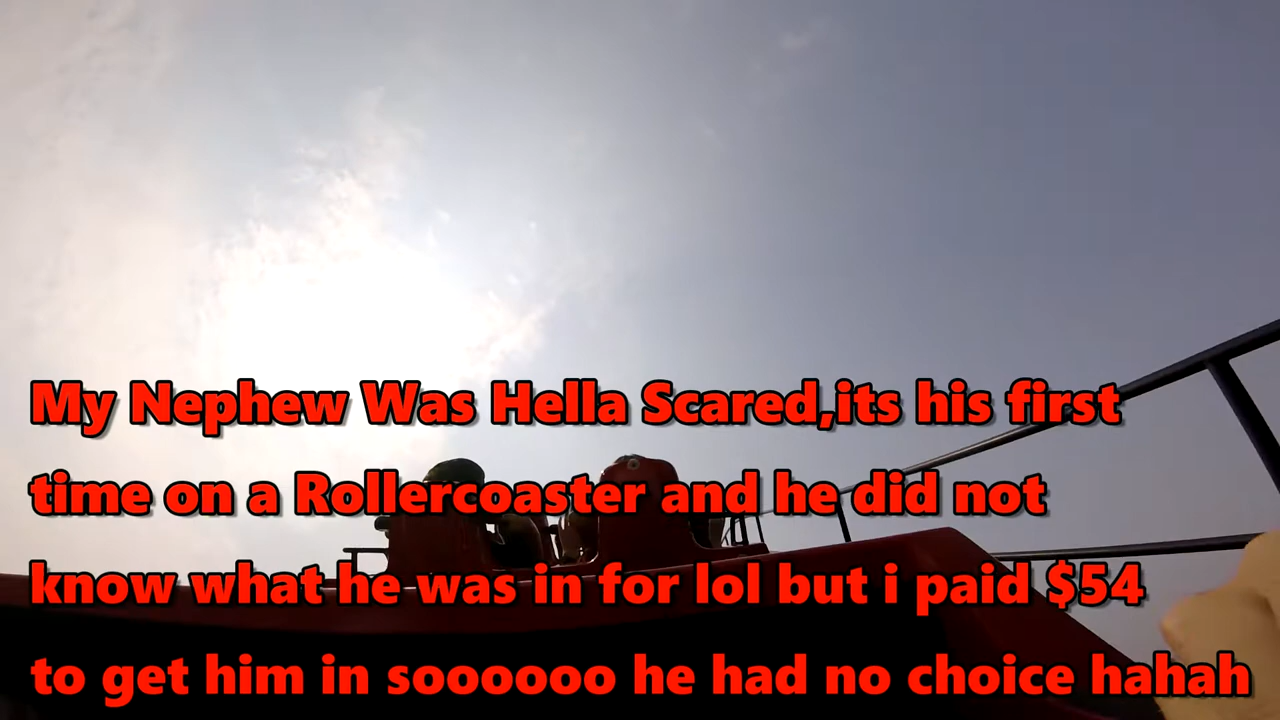 My Nephew Was Hella Scared,its his first
time on a Rollercoaster and he did not
know what he was in for lol but i paid $54
to get him in soooooo he had no choice hahah